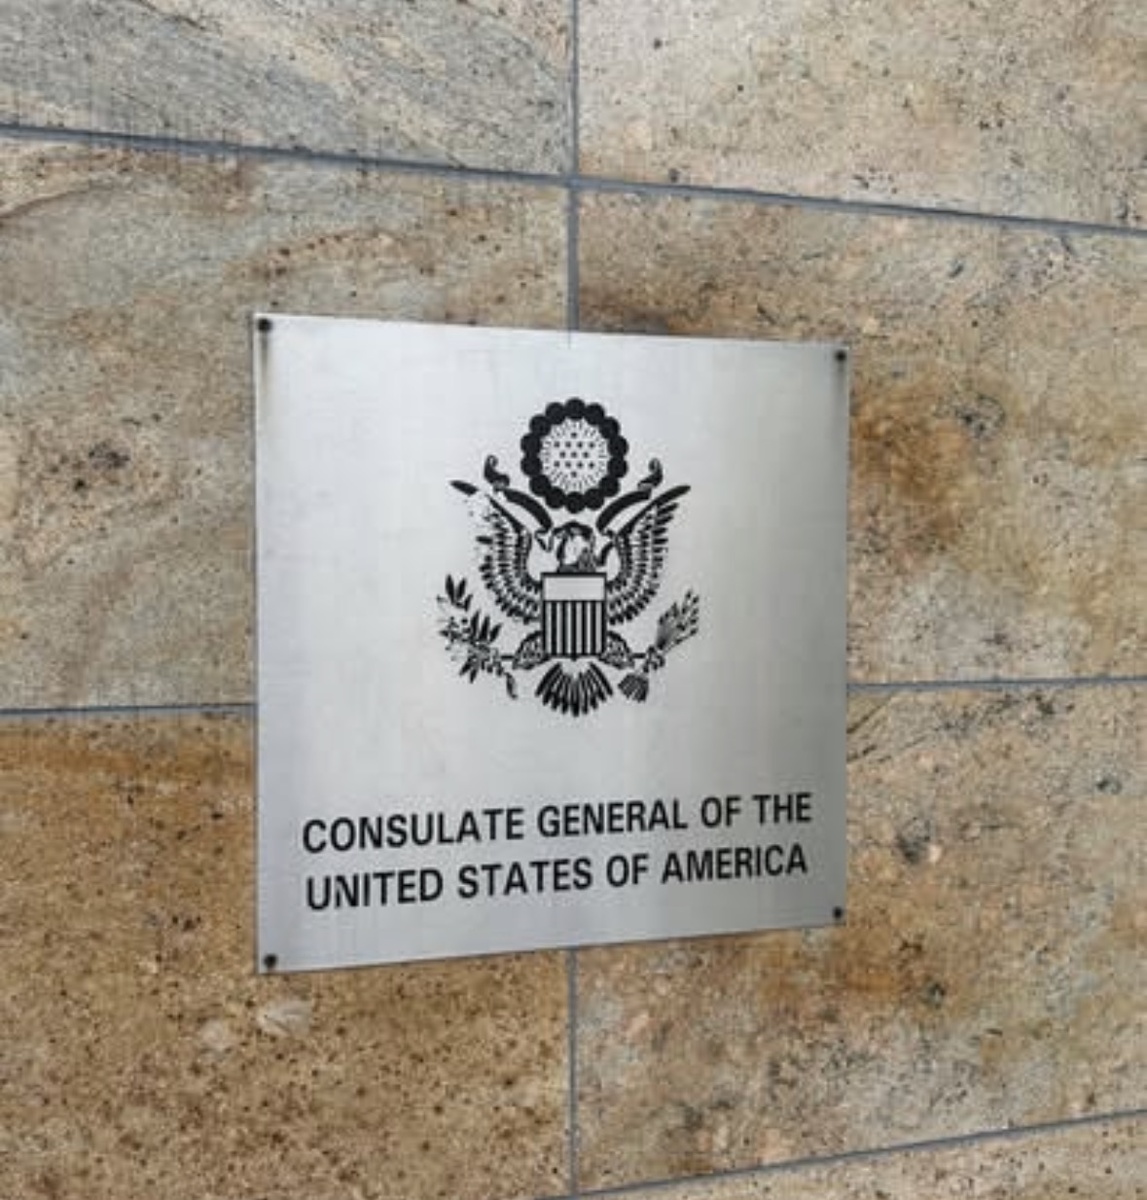 CONSULATE GENERAL OF THE
UNITED STATES OF AMERICA